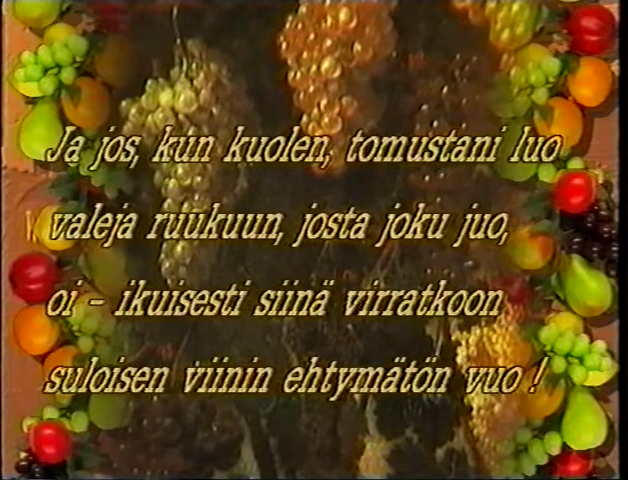 Ja jos, kun kuolen, tomustani luo
valeja ruukuun, josta joku juo,
oi – ikuisesti siinä virratkoon
suloisen viinin ehtymätön vuo!